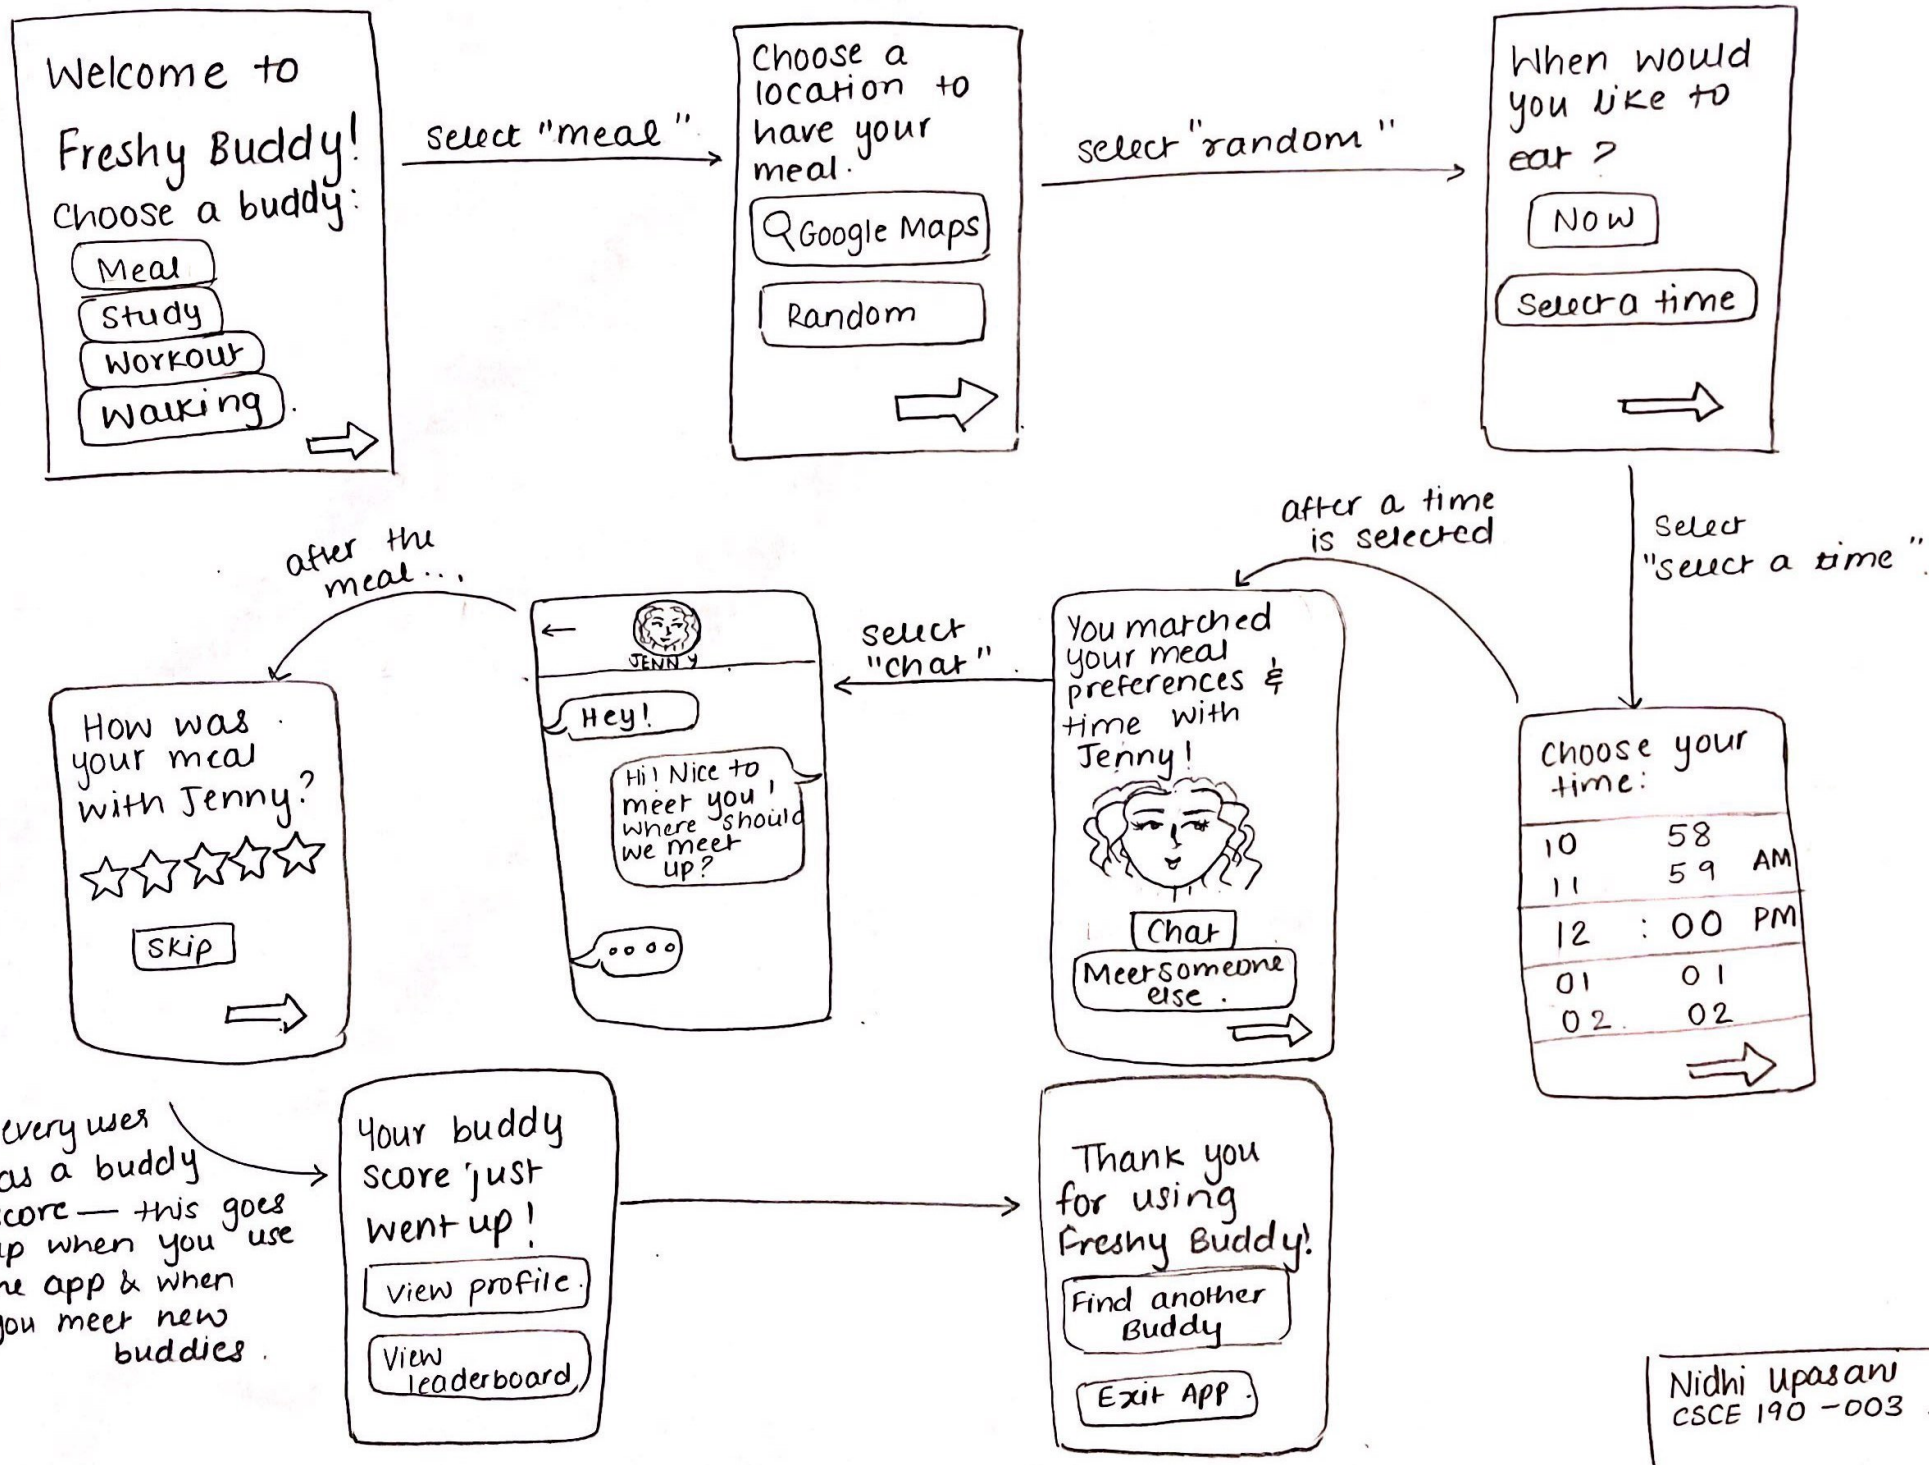 Welcome to
Freshy Buddy!
Choose a buddy:
Meal
Study
Workout
Walking.
select "meal"
Choose a
location to
have your
meal.
Google Maps
Random
select "random"
When would
you like to
eat?
Now
Select a time
select
"select a time".
Choose your
time:
10 58
11 59 AM
12 : 00 PM
01 01
02. 02
after a time
is selected
You matched
your meal
preferences &
time with
Jenny!
Chat
Meet someone
else.
select
"chat".
JENNY
Hey!
Hi! Nice to
meet you,
where should
we meet
up?
after the
meal...
How was
your meal
with Jenny?
Skip
every user
as a buddy
core — this goes
p when you use
e app & when
you meet new
buddies.
Your buddy
score just
went up!
View profile.
View
leaderboard
Thank you
for using
Freshy Buddy!
Find another
Buddy
Exit App.
Nidhi Upasani
CSCE 190-003